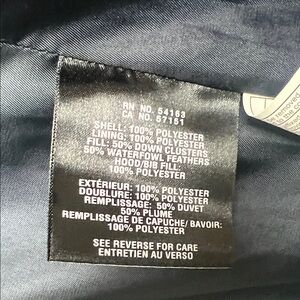 RN NO. 54163
CA NO. 57151
SHELL: 100% POLYESTER
LINING: 100% POLYESTER
FILL: 50% DOWN CLUSTERS
50% WATERFOWL FEATHERS
HOOD/BIB FILL:
100% POLYESTER
EXTÉRIEUR: 100% POLYESTER
DOUBLURE: 100% POLYESTER
REMPLISSAGE: 50% DUVET
50% PLUME
REMPLISSAGE DE CAPUCHE/ BAVOIR:
100% POLYESTER
SEE REVERSE FOR CARE
ENTRETIEN AU VERSO